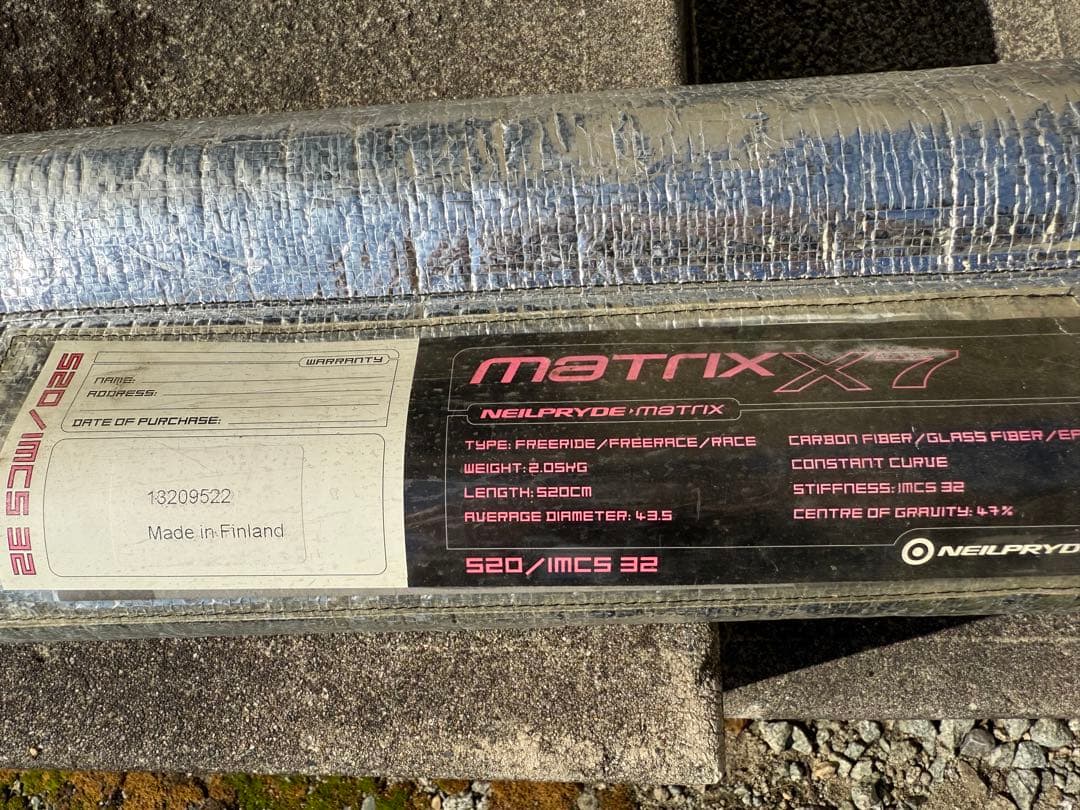 520/IMCS 32
WARRANTY
NAME:
ADDRESS:
DATE OF PURCHASE:
13209522
Made in Finland
MATRIX X7
NEILPRYDE MATRIX
TYPE: FREERIDE/FREERACE/RACE
WEIGHT: 2.05KG
LENGTH: 520CM
AVERAGE DIAMETER: 43.5
CARBON FIBER/GLASS FIBER/EP
CONSTANT CURVE
STIFFNESS: IMCS 32
CENTRE OF GRAVITY: 47%
520/IMCS 32
NEILPRYD